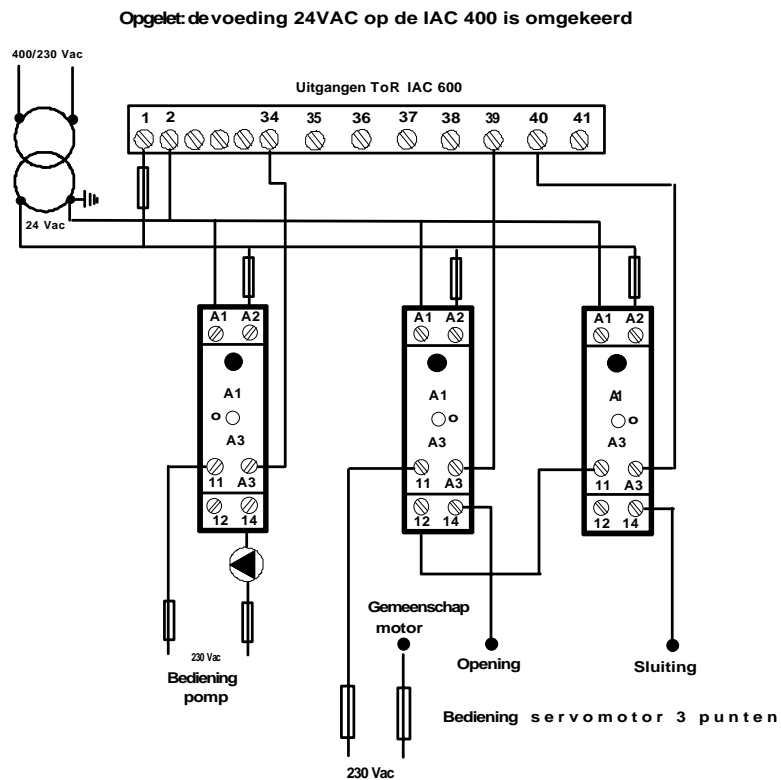 Opgelet: de voeding 24VAC op de IAC 400 is omgekeerd
400/230 Vac
Uitgangen ToR IAC 600
1 2 34 35 36 37 38 39 40 41
24 Vac
A1 A2 A1 A2 A1 A2
A1 A1 A1
o o o
A3 A3 A3
11 A3 11 A3 11 A3
12 14 12 14 12 14
Gemeenschap
motor
230 Vac
Bediening
pomp
Opening
Sluiting
Bediening servomotor 3 punten
230 Vac